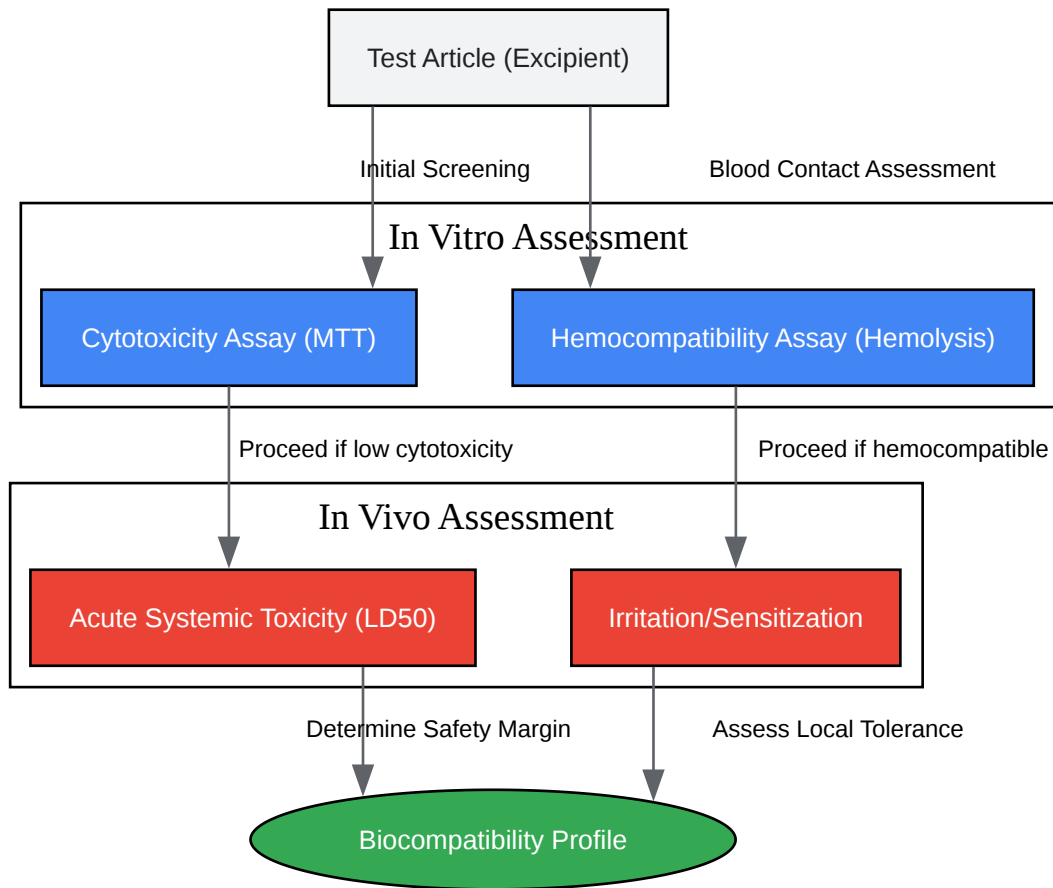 Test Article (Excipient)
Initial Screening
Blood Contact Assessment
In Vitro Assessment
Cytotoxicity Assay (MTT)
Hemocompatibility Assay (Hemolysis)
Proceed if low cytotoxicity
Proceed if hemocompatible
In Vivo Assessment
Acute Systemic Toxicity (LD50)
Irritation/Sensitization
Determine Safety Margin
Assess Local Tolerance
Biocompatibility Profile